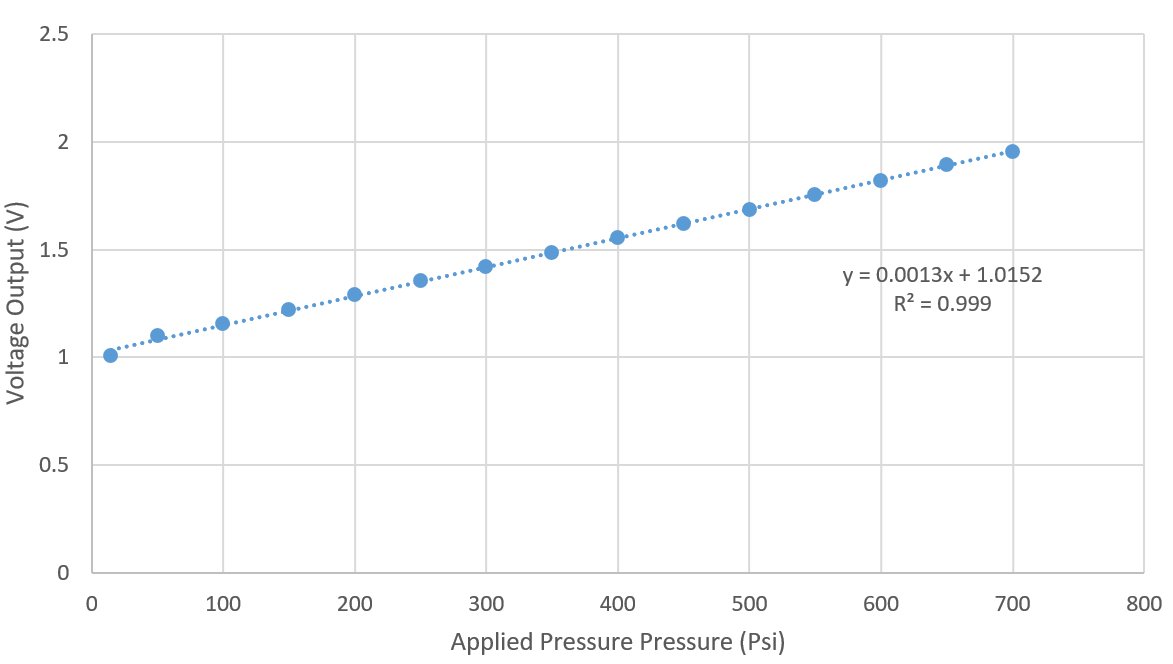 2.5
2
1.5
1
0.5
0
Voltage Output (V)
y = 0.0013x + 1.0152
R² = 0.999
0 100 200 300 400 500 600 700 800
Applied Pressure Pressure (Psi)